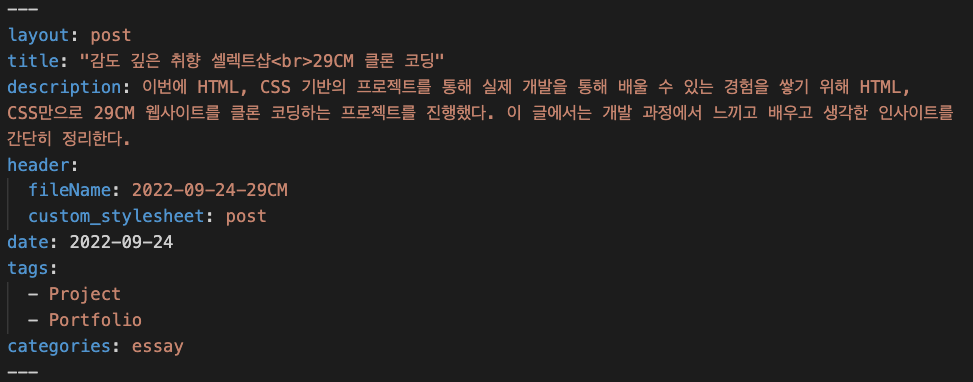 ---
layout: post
title: "감도 깊은 취향 셀렉트샵<br>29CM 클론 코딩"
description: 이번에 HTML, CSS 기반의 프로젝트를 통해 실제 개발을 통해 배울 수 있는 경험을 쌓기 위해 HTML,
CSS만으로 29CM 웹사이트를 클론 코딩하는 프로젝트를 진행했다. 이 글에서는 개발 과정에서 느끼고 배우고 생각한 인사이트를
간단히 정리한다.
header:
  fileName: 2022-09-24-29CM
  custom_stylesheet: post
date: 2022-09-24
tags:
  - Project
  - Portfolio
categories: essay
---